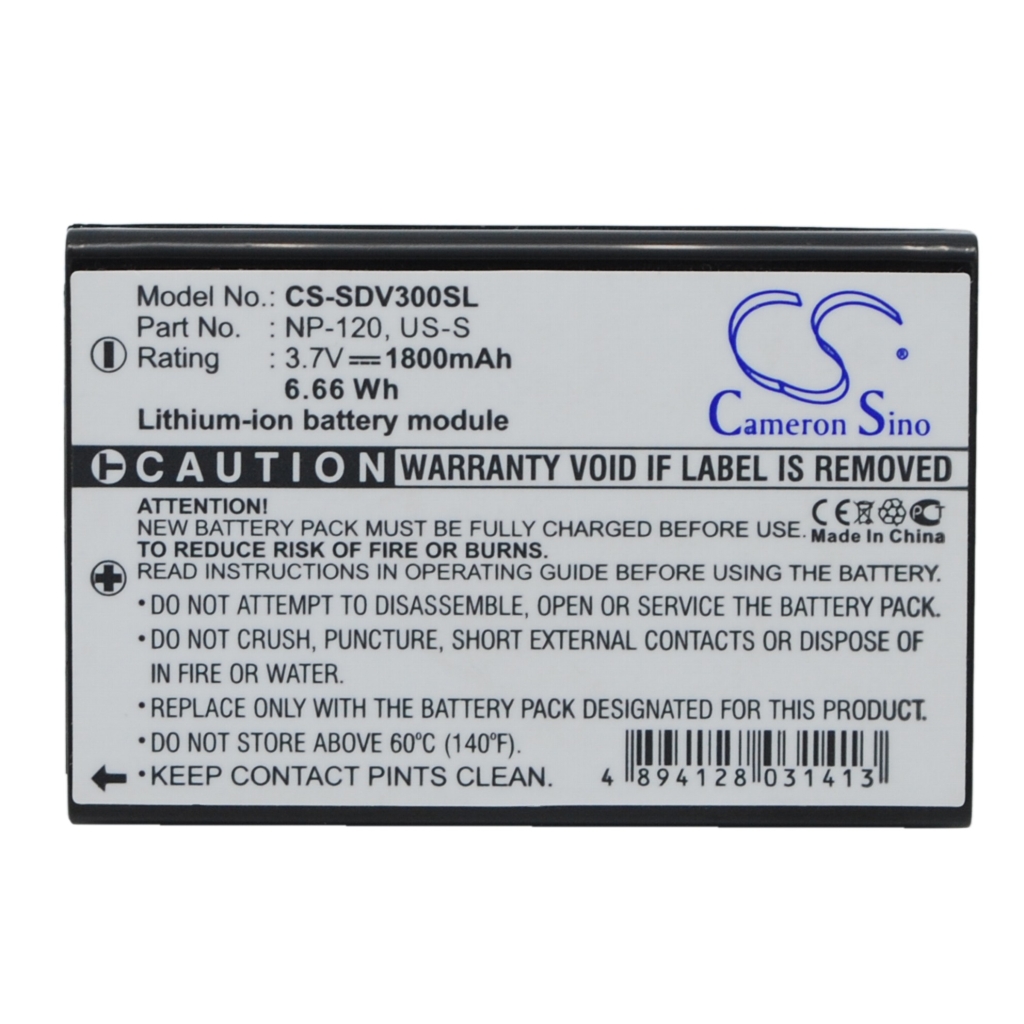 Model No.: CS-SDV300SL
Part No. : NP-120, US-S
Rating : 3.7V 1800mAh
6.66 Wh
Lithium-ion battery module
CS ®
Cameron Sino
CAUTION WARRANTY VOID IF LABEL IS REMOVED
ATTENTION!
NEW BATTERY PACK MUST BE FULLY CHARGED BEFORE USE.
CE
Made In China
TO REDUCE RISK OF FIRE OR BURNS.
READ INSTRUCTIONS IN OPERATING GUIDE BEFORE USING THE BATTERY.
•DO NOT ATTEMPT TO DISASSEMBLE, OPEN OR SERVICE THE BATTERY PACK.
•DO NOT CRUSH, PUNCTURE, SHORT EXTERNAL CONTACTS OR DISPOSE OF
IN FIRE OR WATER.
•REPLACE ONLY WITH THE BATTERY PACK DESIGNATED FOR THIS PRODUCT.
•DO NOT STORE ABOVE 60ºC (140ºF).
•KEEP CONTACT PINTS CLEAN.
4 894128 031413